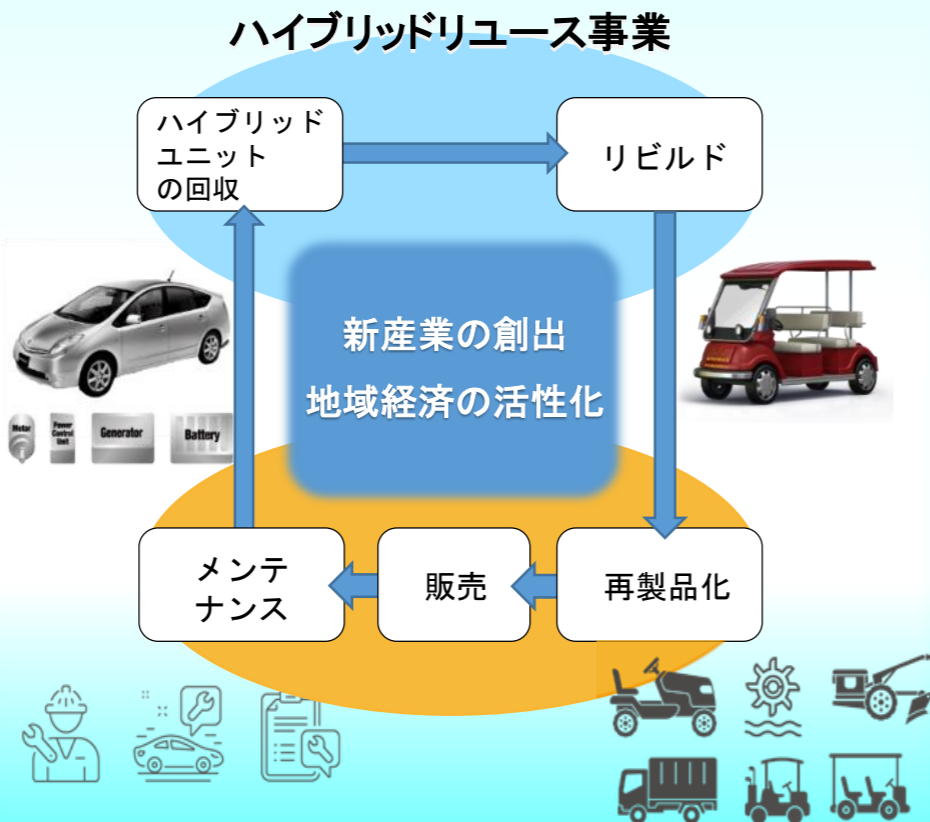 ハイブリッドリユース事業
ハイブリッド
ユニット
の回収
リビルド
新産業の創出
地域経済の活性化
Motor
Power
Control
Unit
Generator
Battery
メンテ
ナンス
販売
再製品化